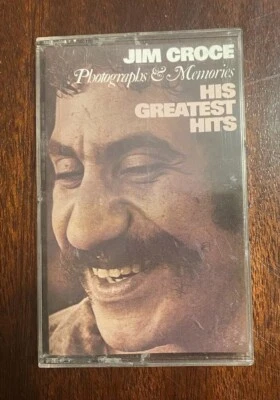 JIM CROCE
Photographs & Memories
HIS
GREATEST
HITS